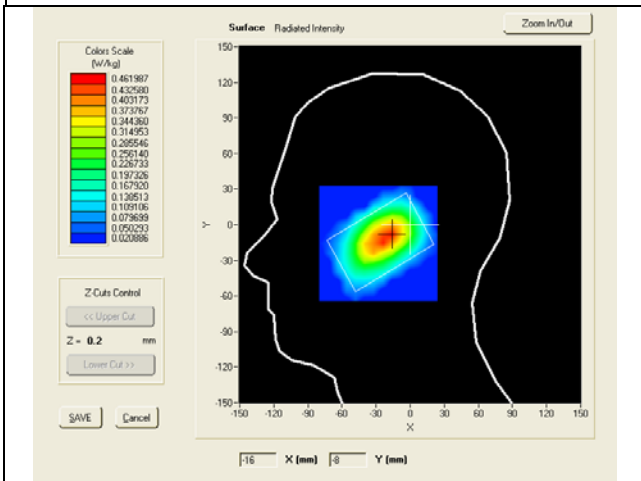 Surface Radiated Intensity
Zoom In/Out
Colors Scale
(W/kg)
0.461987
0.432580
0.403173
0.373767
0.344360
0.314953
0.285546
0.256140
0.226733
0.197326
0.167920
0.138513
0.109106
0.079699
0.050293
0.020886
150-
120-
90-
60-
30-
0-
-30-
-60-
-90-
-120-
-150-
Y
-150 -120 -90 -60 -30 0 30 60 90 120 150
X
Z-Cuts Control
<< Upper Cut
Z = 0.2 mm
Lower Cut >>
SAVE Cancel
-16 X (mm) -8 Y (mm)